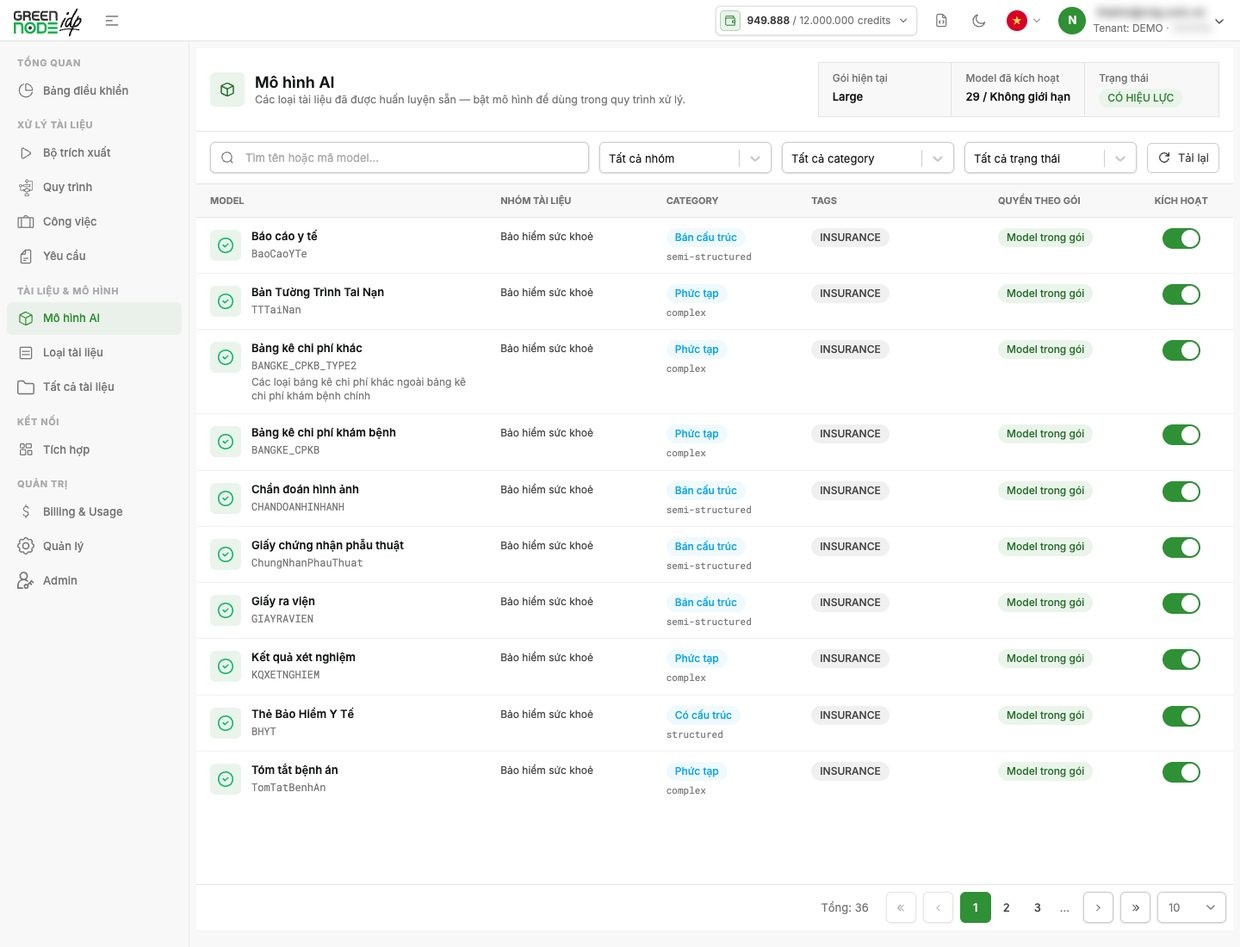 GREEN NODE idp
949.888 / 12.000.000 credits
N
Tenant: DEMO ·
TỔNG QUAN
Bảng điều khiển
XỬ LÝ TÀI LIỆU
Bộ trích xuất
Quy trình
Công việc
Yêu cầu
TÀI LIỆU & MÔ HÌNH
Mô hình AI
Loại tài liệu
Tất cả tài liệu
KẾT NỐI
Tích hợp
QUẢN TRỊ
Billing & Usage
Quản lý
Admin
Mô hình AI
Các loại tài liệu đã được huấn luyện sẵn — bật mô hình để dùng trong quy trình xử lý.
Gói hiện tại
Large
Model đã kích hoạt
29 / Không giới hạn
Trạng thái
CÓ HIỆU LỰC
Tìm tên hoặc mã model...
Tất cả nhóm
Tất cả category
Tất cả trạng thái
Tải lại
MODEL NHÓM TÀI LIỆU CATEGORY TAGS QUYỀN THEO GÓI KÍCH HOẠT
Báo cáo y tế Bảo hiểm sức khoẻ Bán cấu trúc INSURANCE Model trong gói
BaoCaoYTe semi-structured
Bản Tường Trình Tai Nạn Bảo hiểm sức khoẻ Phức tạp INSURANCE Model trong gói
TTTaiNan complex
Bảng kê chi phí khác Bảo hiểm sức khoẻ Phức tạp INSURANCE Model trong gói
BANGKE_CPKB_TYPE2 complex
Các loại bảng kê chi phí khác ngoài bảng kê
chi phí khám bệnh chính
Bảng kê chi phí khám bệnh Bảo hiểm sức khoẻ Phức tạp INSURANCE Model trong gói
BANGKE_CPKB complex
Chẩn đoán hình ảnh Bảo hiểm sức khoẻ Bán cấu trúc INSURANCE Model trong gói
CHANDOANHINHANH semi-structured
Giấy chứng nhận phẫu thuật Bảo hiểm sức khoẻ Bán cấu trúc INSURANCE Model trong gói
ChungNhanPhauThuat semi-structured
Giấy ra viện Bảo hiểm sức khoẻ Bán cấu trúc INSURANCE Model trong gói
GIAYRAVIEN semi-structured
Kết quả xét nghiệm Bảo hiểm sức khoẻ Phức tạp INSURANCE Model trong gói
KQXETNGHIEM complex
Thẻ Bảo Hiểm Y Tế Bảo hiểm sức khoẻ Có cấu trúc INSURANCE Model trong gói
BHYT structured
Tóm tắt bệnh án Bảo hiểm sức khoẻ Phức tạp INSURANCE Model trong gói
TomTatBenhAn complex
Tổng: 36 « ‹ 1 2 3 ... › » 10